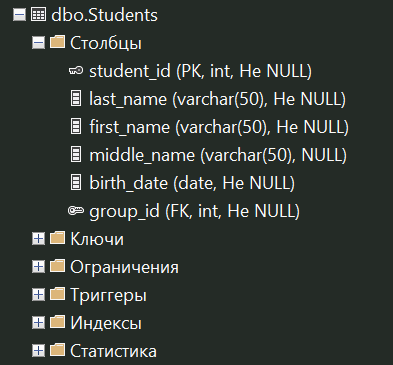 dbo.Students
Столбцы
student_id (PK, int, Не NULL)
last_name (varchar(50), Не NULL)
first_name (varchar(50), Не NULL)
middle_name (varchar(50), NULL)
birth_date (date, Не NULL)
group_id (FK, int, Не NULL)
Ключи
Ограничения
Триггеры
Индексы
Статистика